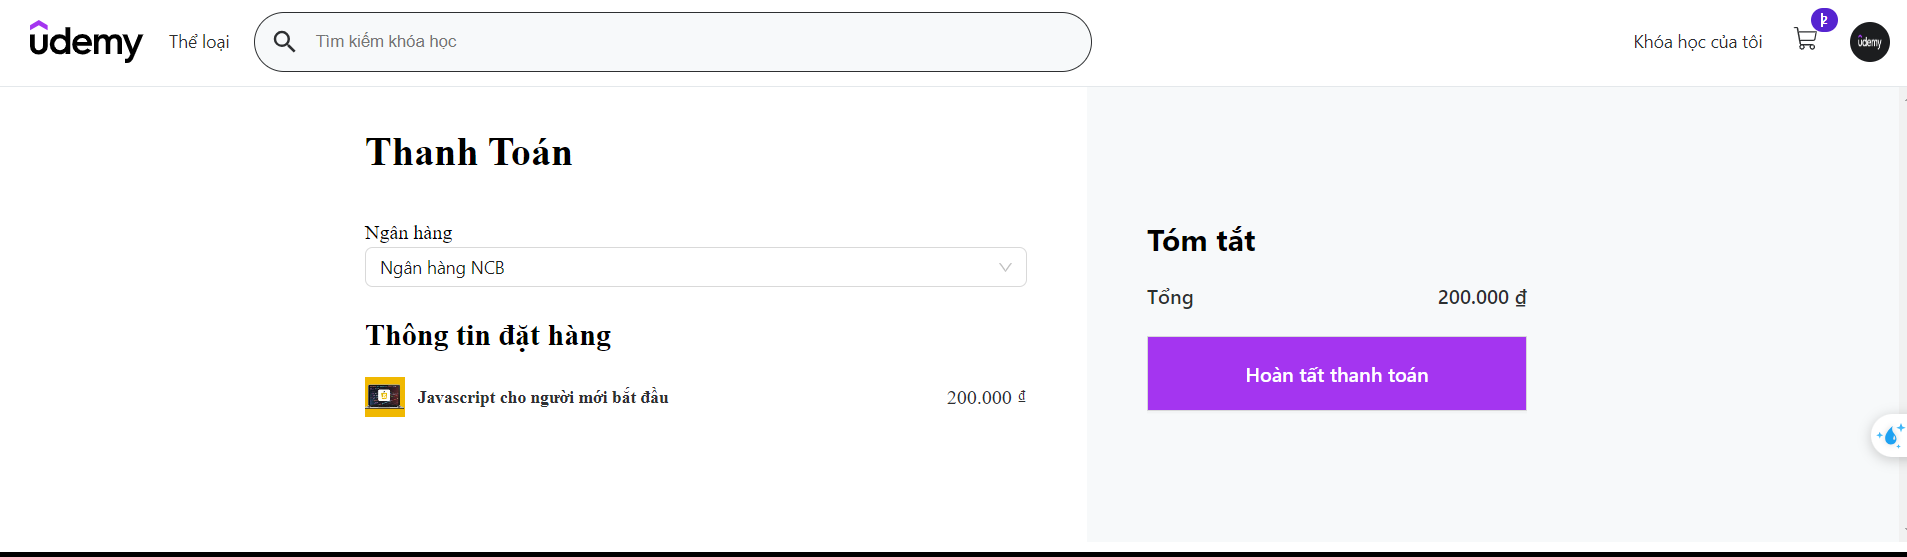 udemy
Thể loại
Tìm kiếm khóa học
Khóa học của tôi
2
udemy
Thanh Toán
Ngân hàng
Ngân hàng NCB
Thông tin đặt hàng
Javascript cho người mới bắt đầu
200.000 ₫
Tóm tắt
Tổng
200.000 ₫
Hoàn tất thanh toán